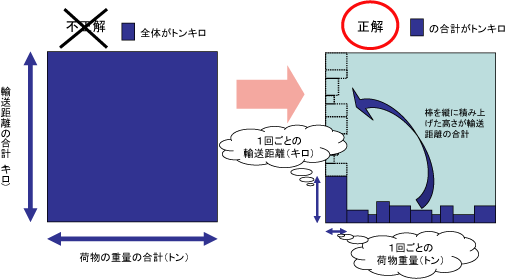 不正解
全体がトンキロ
輸送距離の合計(キロ)
荷物の重量の合計(トン)
正解
の合計がトンキロ
棒を縦に積み上
げた高さが輸送
距離の合計
1回ごとの
輸送距離(キロ)
1回ごとの
荷物重量(トン)